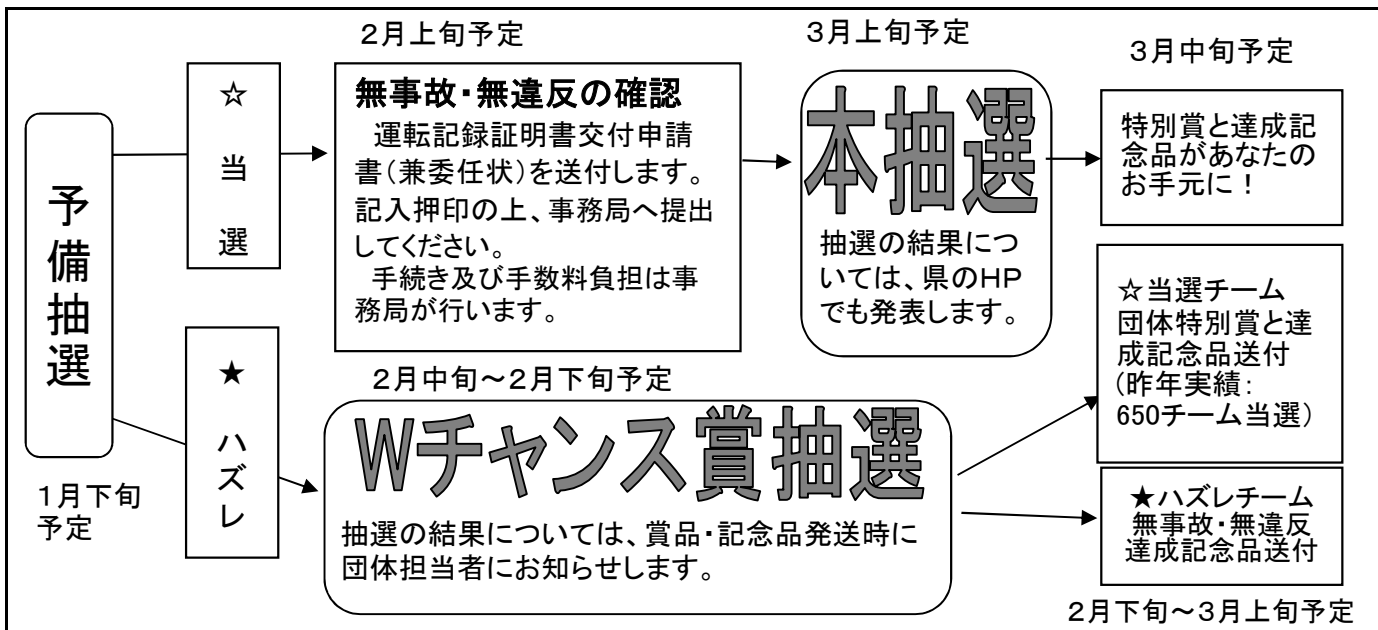 予備抽選
1月下旬
予定
☆当選
★ハズレ
2月上旬予定
無事故・無違反の確認
運転記録証明書交付申請
書(兼委任状)を送付します。
記入押印の上、事務局へ提出
してください。
手続き及び手数料負担は事
務局が行います。
3月上旬予定
本抽選
抽選の結果につ
いては、県のHP
でも発表します。
3月中旬予定
特別賞と達成記
念品があなたの
お手元に!
2月中旬~2月下旬予定
Wチャンス賞抽選
抽選の結果については、賞品・記念品発送時に
団体担当者にお知らせします。
☆当選チーム
団体特別賞と達
成記念品送付
(昨年実績:
650チーム当選)
★ハズレチーム
無事故・無違反
達成記念品送付
2月下旬~3月上旬予定